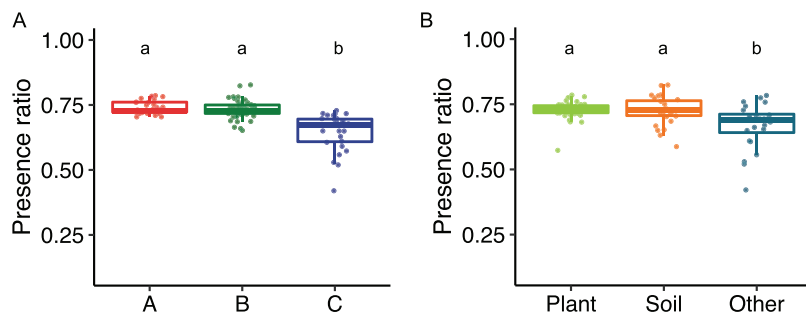 A
Presence ratio
1.00
0.75
0.50
0.25
a a b
A B C
B
Presence ratio
1.00
0.75
0.50
0.25
a a b
Plant Soil Other